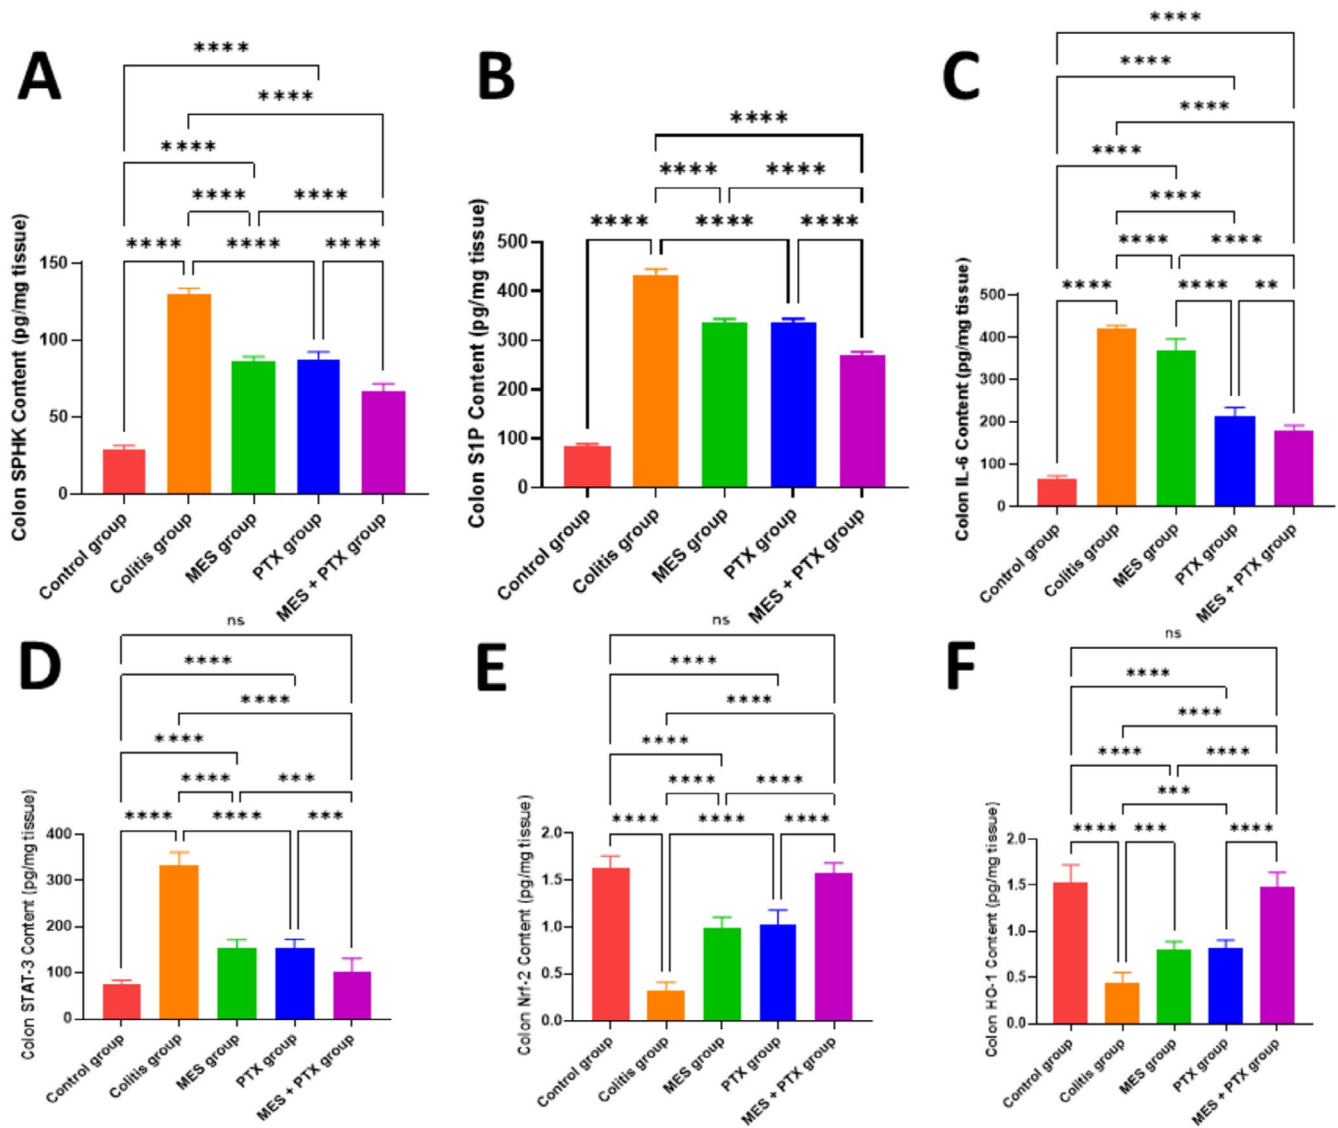 A
****
****
****
****
****
****
****
****
Colon SPHK Content (pg/mg tissue)
150
100
50
0
Control group
Colitis group
MES group
PTX group
MES + PTX group
B
****
****
****
****
****
****
Colon S1P Content (pg/mg tissue)
500
400
300
200
100
0
Control group
Colitis group
MES group
PTX group
MES + PTX group
C
****
****
****
****
****
****
****
****
****
**
Colon IL-6 Content (pg/mg tissue)
500
400
300
200
100
0
Control group
Colitis group
MES group
PTX group
MES + PTX group
D
ns
****
****
****
****
***
****
****
***
Colon STAT-3 Content (pg/mg tissue)
400
300
200
100
0
Control group
Colitis group
MES group
PTX group
MES + PTX group
E
ns
****
****
****
****
****
****
****
****
Colon Nrf-2 Content (pg/mg tissue)
2.0
1.5
1.0
0.5
0.0
Control group
Colitis group
MES group
PTX group
MES + PTX group
F
ns
****
****
****
****
***
****
***
****
Colon HO-1 Content (pg/mg tissue)
2.0
1.5
1.0
0.5
0.0
Control group
Colitis group
MES group
PTX group
MES + PTX group